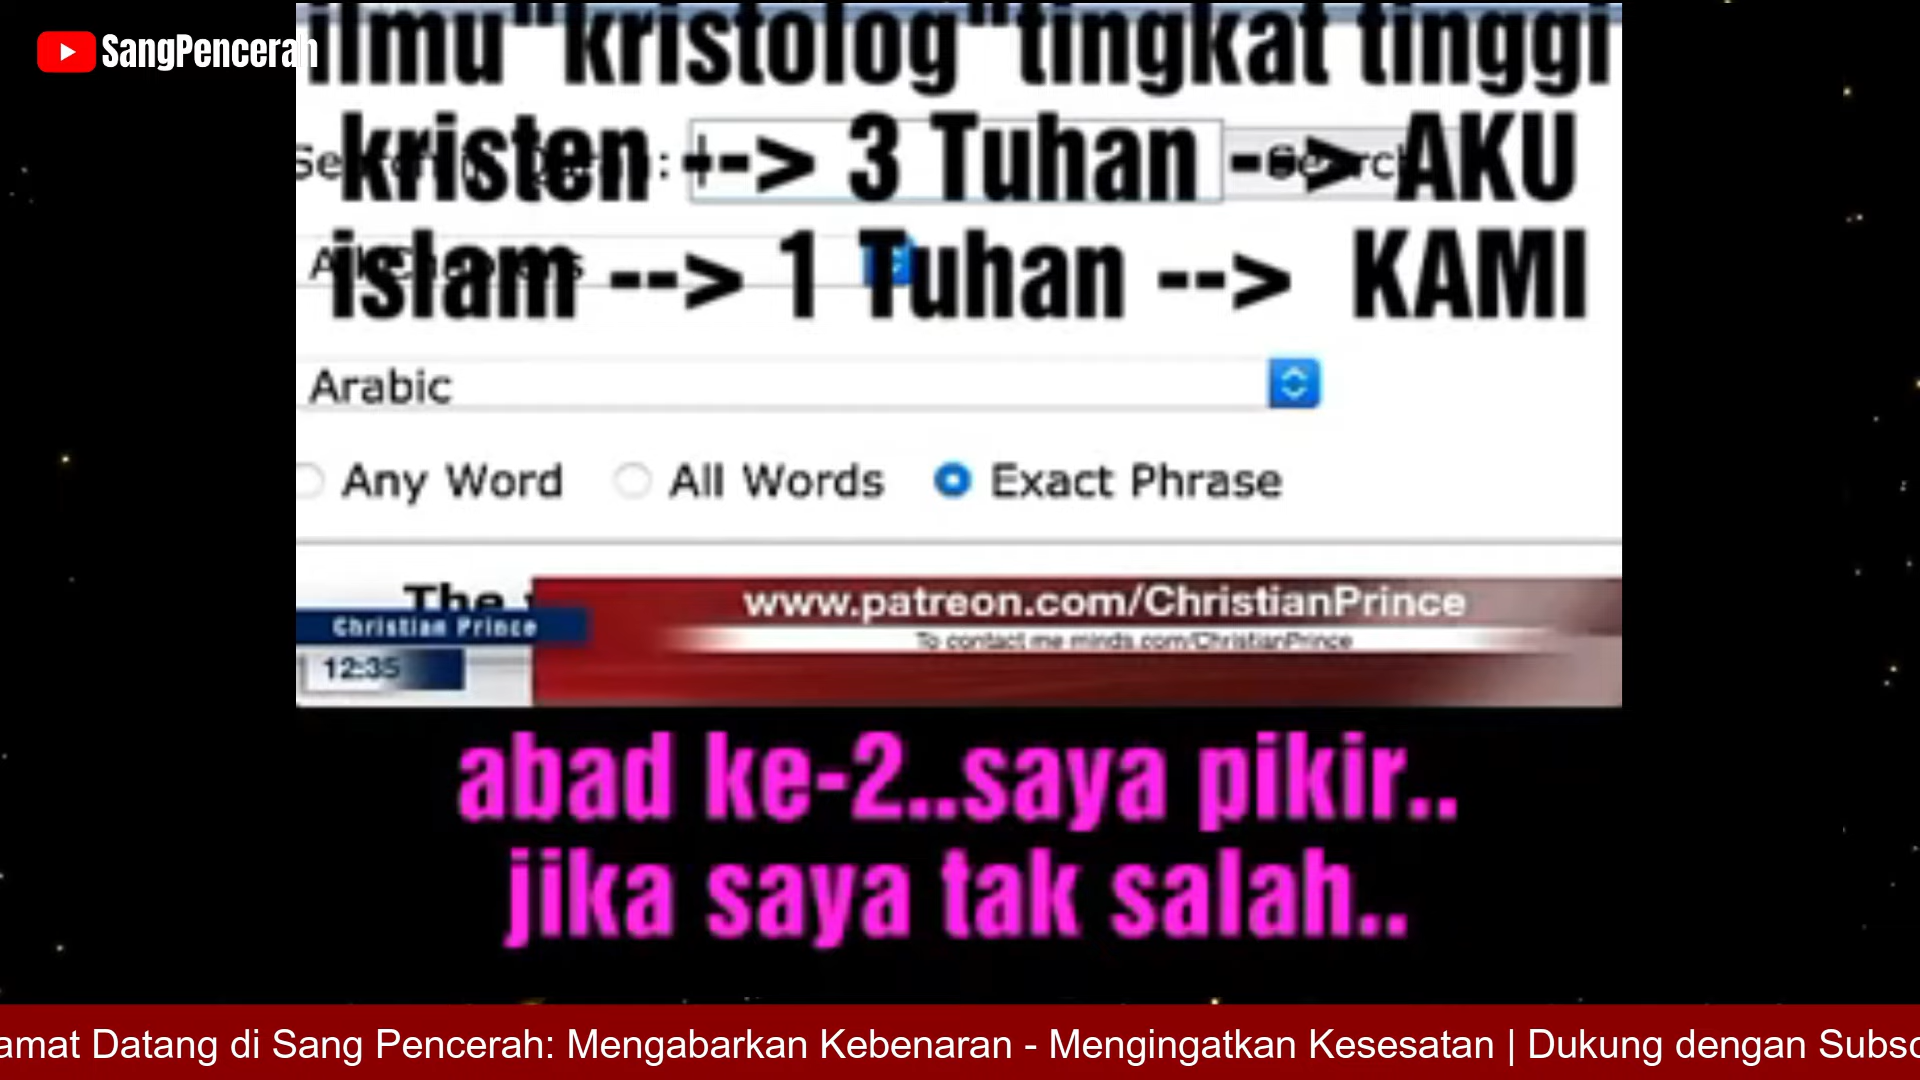 SangPencerah
ilmu"kristolog"tingkat tinggi
kristen --> 3 Tuhan --> AKU
islam --> 1 Tuhan --> KAMI
Arabic
Any Word All Words Exact Phrase
The
www.patreon.com/ChristianPrince
Christian Prince
To contact me minds.com/ChristianPrince
12:35
abad ke-2..saya pikir..
jika saya tak salah..
amat Datang di Sang Pencerah: Mengabarkan Kebenaran - Mengingatkan Kesesatan | Dukung dengan Subsc